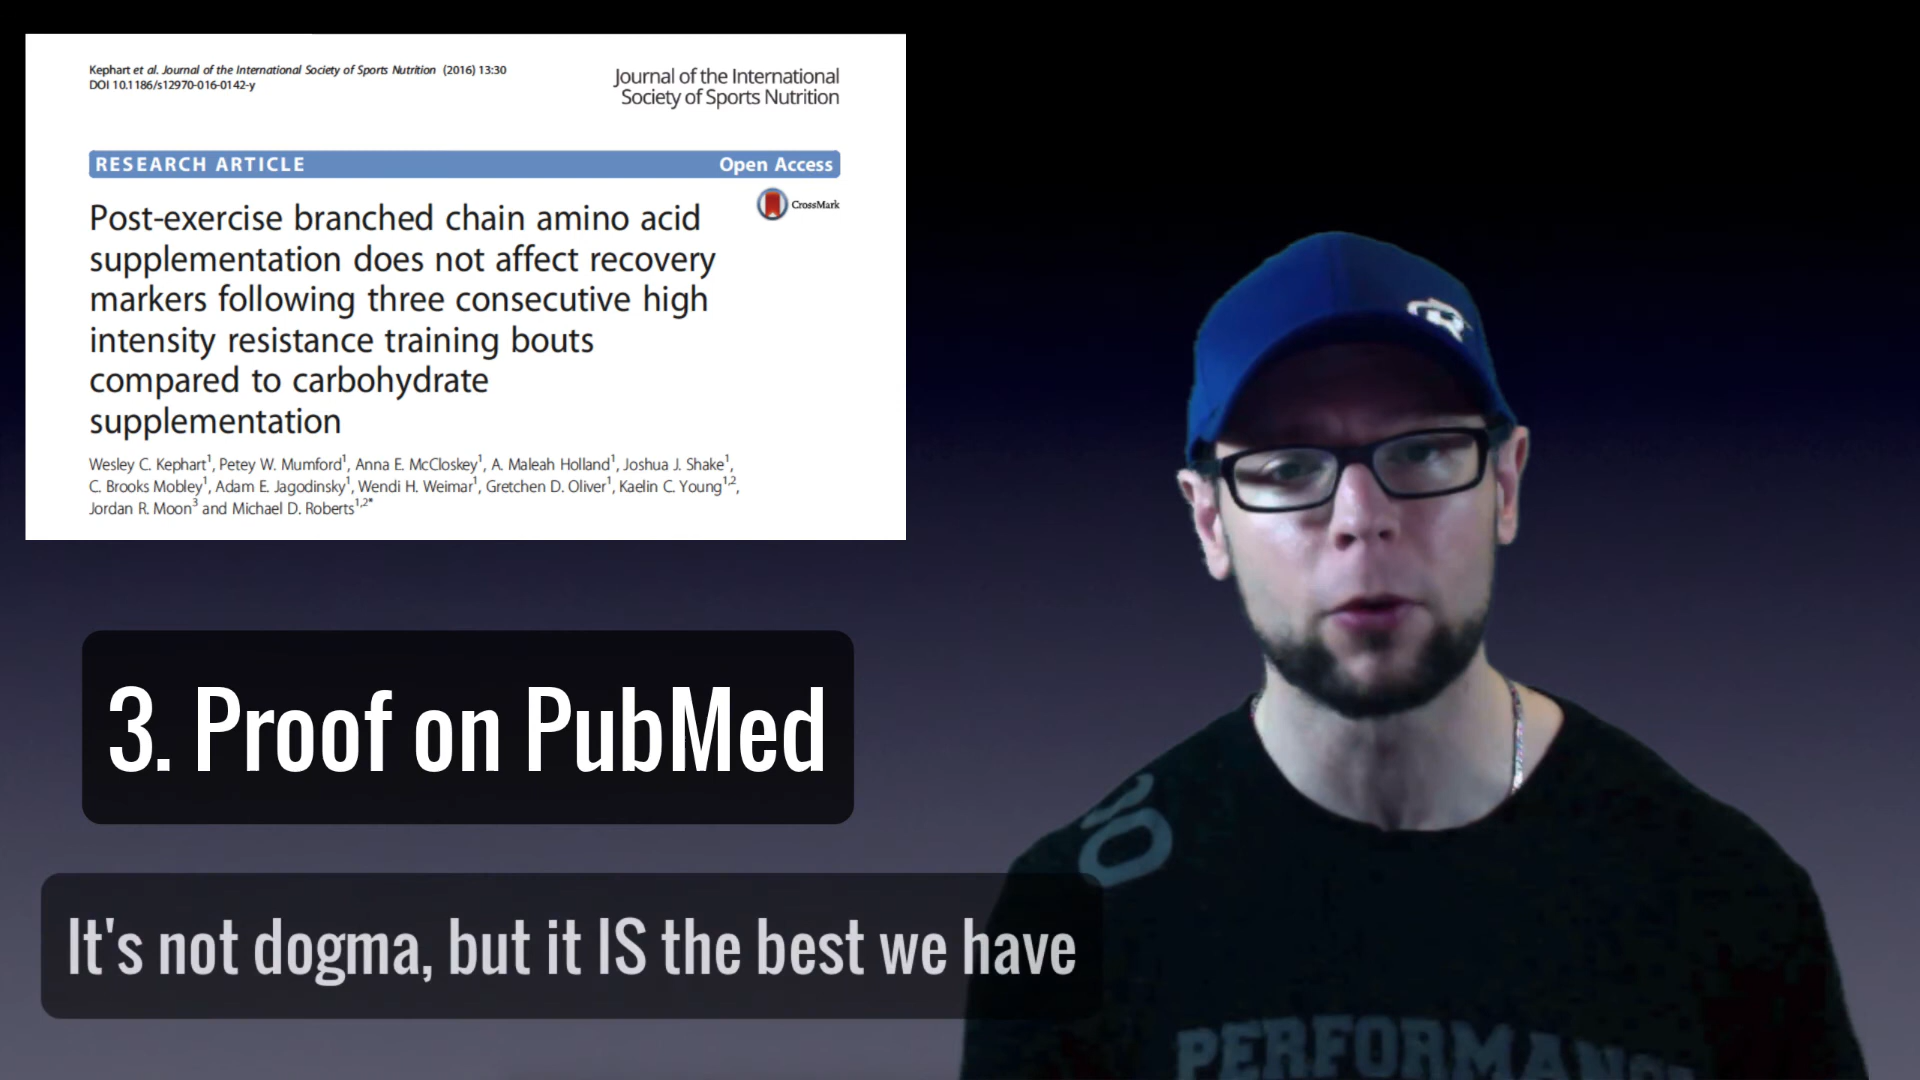 Kephart et al. Journal of the International Society of Sports Nutrition (2016) 13:30
DOI 10.1186/s12970-016-0142-y
Journal of the International
Society of Sports Nutrition
RESEARCH ARTICLE
Open Access
CrossMark
Post-exercise branched chain amino acid
supplementation does not affect recovery
markers following three consecutive high
intensity resistance training bouts
compared to carbohydrate
supplementation
Wesley C. Kephart1, Petey W. Mumford1, Anna E. McCloskey1, A. Maleah Holland1, Joshua J. Shake1,
C. Brooks Mobley1, Adam E. Jagodinsky1, Wendi H. Weimar1, Gretchen D. Oliver1, Kaelin C. Young1,2,
Jordan R. Moon3 and Michael D. Roberts1,2*
3. Proof on PubMed
It's not dogma, but it IS the best we have
PERFORMANC